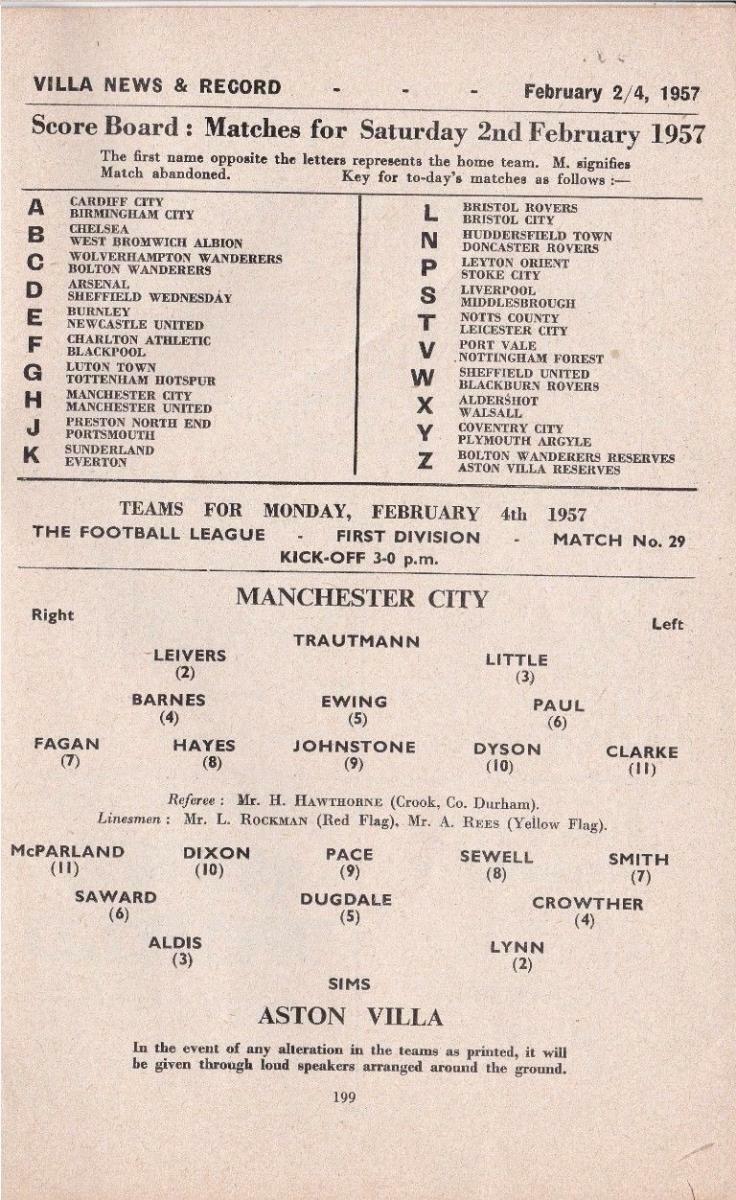 VILLA NEWS & RECORD - - - February 2/4, 1957
Score Board : Matches for Saturday 2nd February 1957
The first name opposite the letters represents the home team. M. signifies
Match abandoned. Key for to-day's matches as follows :—
A CARDIFF CITY
BIRMINGHAM CITY
B CHELSEA
WEST BROMWICH ALBION
C WOLVERHAMPTON WANDERERS
BOLTON WANDERERS
D ARSENAL
SHEFFIELD WEDNESDAY
E BURNLEY
NEWCASTLE UNITED
F CHARLTON ATHLETIC
BLACKPOOL
G LUTON TOWN
TOTTENHAM HOTSPUR
H MANCHESTER CITY
MANCHESTER UNITED
J PRESTON NORTH END
PORTSMOUTH
K SUNDERLAND
EVERTON
L BRISTOL ROVERS
BRISTOL CITY
N HUDDERSFIELD TOWN
DONCASTER ROVERS
P LEYTON ORIENT
STOKE CITY
S LIVERPOOL
MIDDLESBROUGH
T NOTTS COUNTY
LEICESTER CITY
V PORT VALE
NOTTINGHAM FOREST
W SHEFFIELD UNITED
BLACKBURN ROVERS
X ALDERSHOT
WALSALL
Y COVENTRY CITY
PLYMOUTH ARGYLE
Z BOLTON WANDERERS RESERVES
ASTON VILLA RESERVES
TEAMS FOR MONDAY, FEBRUARY 4th 1957
THE FOOTBALL LEAGUE - FIRST DIVISION - MATCH No. 29
KICK-OFF 3-0 p.m.
MANCHESTER CITY
Right Left
TRAUTMANN
LEIVERS LITTLE
(2) (3)
BARNES EWING PAUL
(4) (5) (6)
FAGAN HAYES JOHNSTONE DYSON CLARKE
(7) (8) (9) (10) (11)
Referee : Mr. H. HAWTHORNE (Crook, Co. Durham).
Linesmen : Mr. L. ROCKMAN (Red Flag), Mr. A. REES (Yellow Flag).
McPARLAND DIXON PACE SEWELL SMITH
(11) (10) (9) (8) (7)
SAWARD DUGDALE CROWTHER
(6) (5) (4)
ALDIS LYNN
(3) (2)
SIMS
ASTON VILLA
In the event of any alteration in the teams as printed, it will
be given through loud speakers arranged around the ground.
199